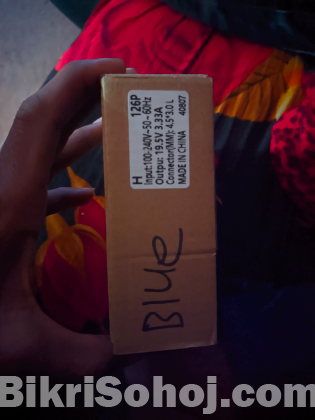 H 126P
Input:100-240V~50-60Hz
Outpu: 19.5V 3.33A
Connector(MM): 4.5*3.0 L
MADE IN CHINA 40807
Blue
BikriSohoj.com